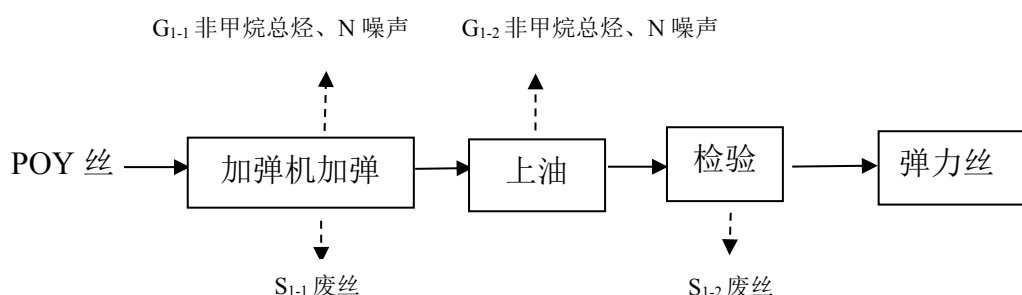 G1-1 非甲烷总烃、N 噪声 G1-2 非甲烷总烃、N 噪声
POY 丝 加弹机加弹 上油 检验 弹力丝
S1-1 废丝 S1-2 废丝